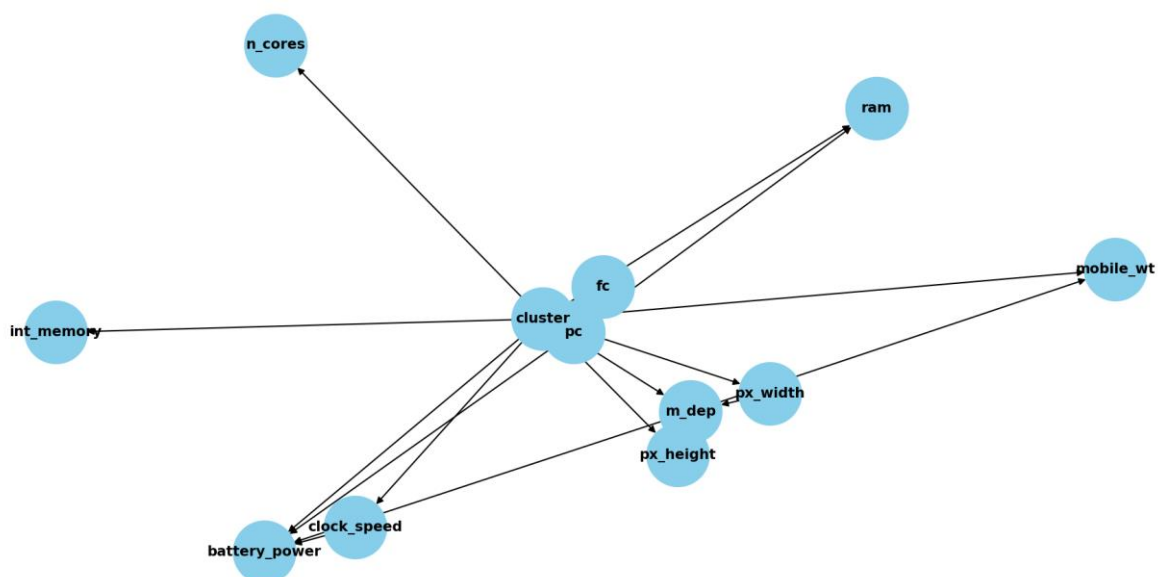 n_cores
ram
mobile_wt
fc
cluster
pc
int_memory
px_width
m_dep
px_height
clock_speed
battery_power